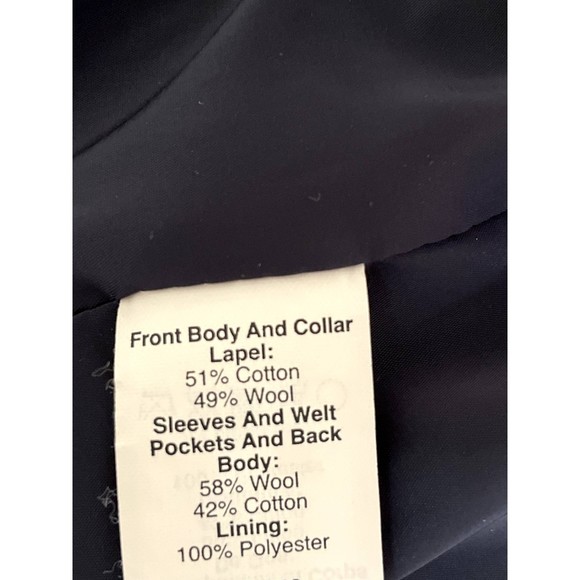 Front Body And Collar
Lapel:
51% Cotton
49% Wool
Sleeves And Welt
Pockets And Back
Body:
58% Wool
42% Cotton
Lining:
100% Polyester